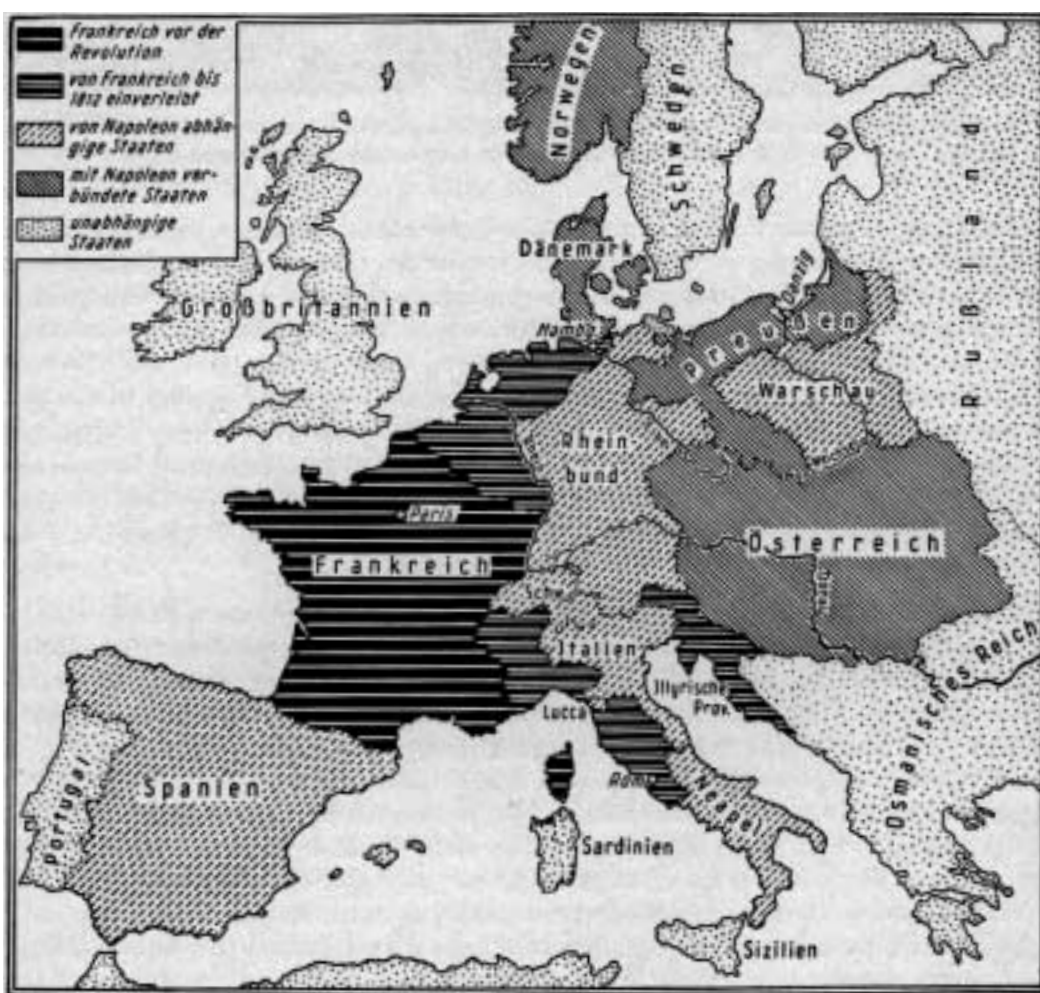 Frankreich vor der
Revolution
von Frankreich bis
1812 einverleibt
von Napoleon abhän-
gige Staaten
mit Napoleon ver-
bündete Staaten
unabhängige
Staaten
Norwegen
Schweden
Rußland
Dänemark
Großbritannien
Danzig
Preußen
Warschau
Rhein
bund
Paris
Frankreich
Österreich
Italien
Osmanisches Reich
Illyrische
Prov.
Lucca
Rom
Neapel
Spanien
Portugal
Sardinien
Sizilien